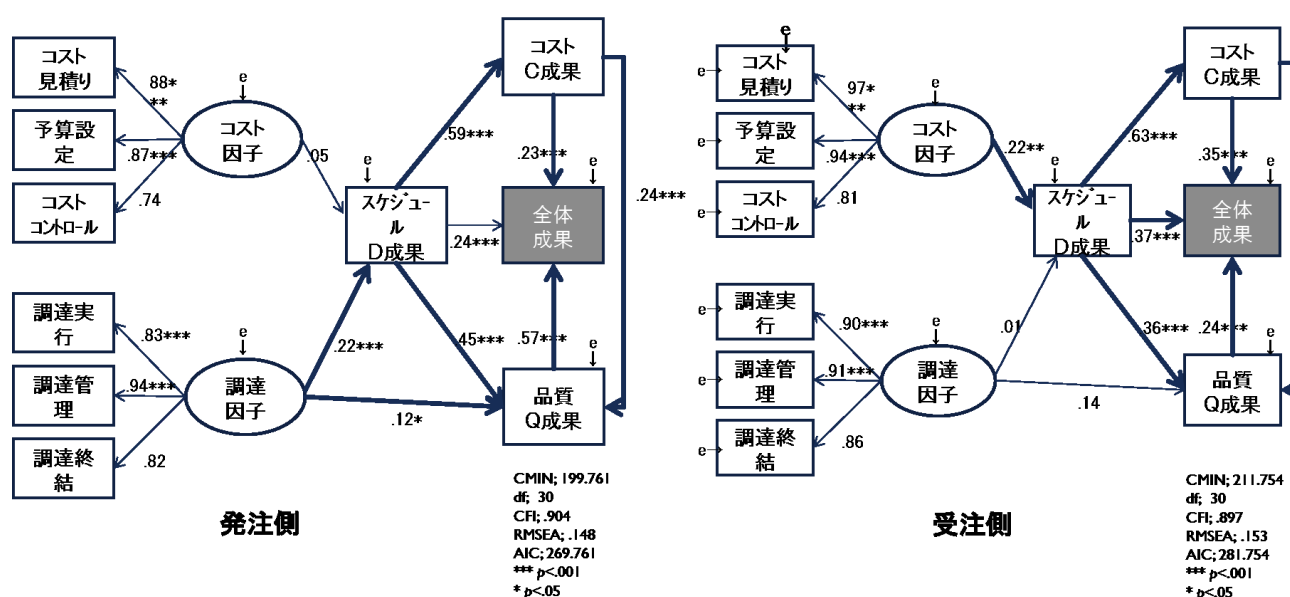 e
コスト
見積り
.88*
**
予算設
定
.87***
コスト
コントロール
.74
e
コスト
因子
.05
調達実
行
.83***
調達管
理
.94***
調達終
結
.82
e
調達
因子
.22***
.12*
e
スケジュー
ル
D成果
.59***
.24***
.45***
コスト
C成果
.23***
e
全体
成果
.57***
e
品質
Q成果
.24***
発注側
CMIN; 199.761
df; 30
CFI; .904
RMSEA; .148
AIC; 269.761
*** p<.001
* p<.05
e
e
コスト
見積り
97*
**
e
予算設
定
.94***
e
コスト
コントロール
.81
e
コスト
因子
.22**
e
調達実
行
.90***
e
調達管
理
.91***
e
調達終
結
.86
e
調達
因子
.01
.14
e
スケジュー
ル
D成果
.63***
.37***
.36***
コスト
C成果
.35***
e
全体
成果
.24***
e
品質
Q成果
受注側
CMIN; 211.754
df; 30
CFI; .897
RMSEA; .153
AIC; 281.754
*** p<.001
* p<.05